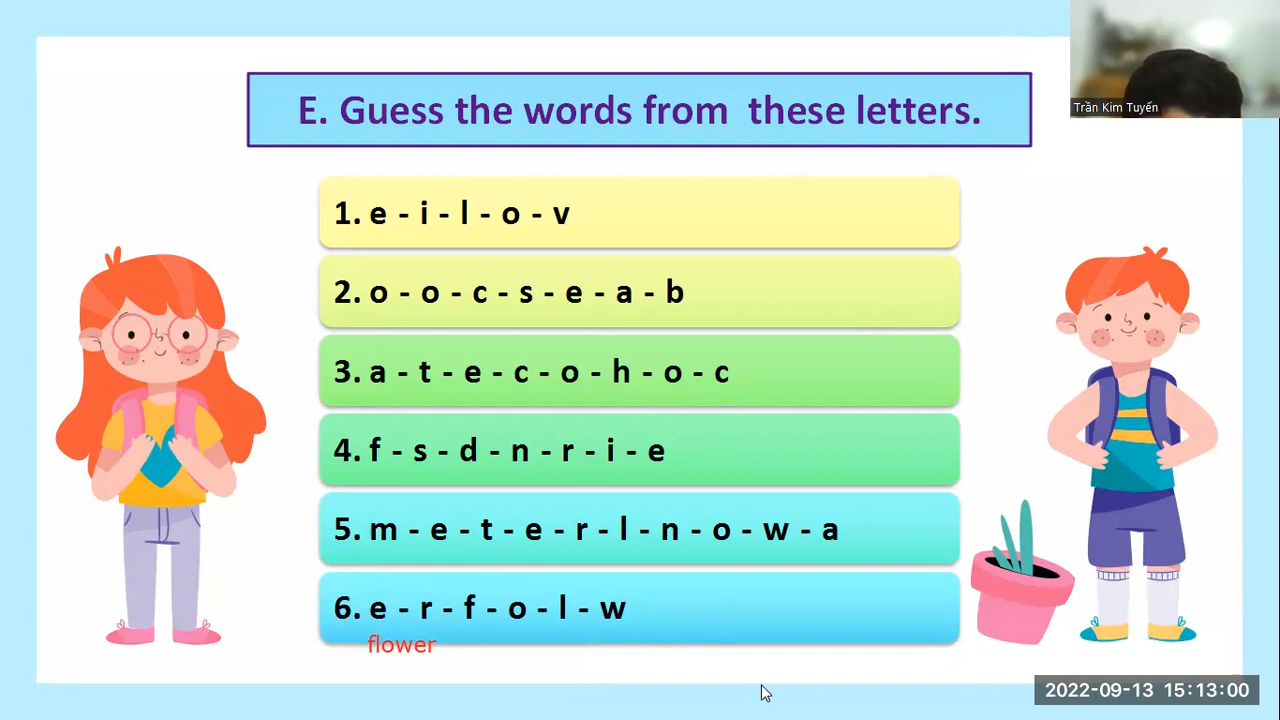 E. Guess the words from these letters.
Trần Kim Tuyến
1. e - i - l - o - v
2. o - o - c - s - e - a - b
3. a - t - e - c - o - h - o - c
4. f - s - d - n - r - i - e
5. m - e - t - e - r - l - n - o - w - a
6. e - r - f - o - l - w
flower
2022-09-13 15:13:00